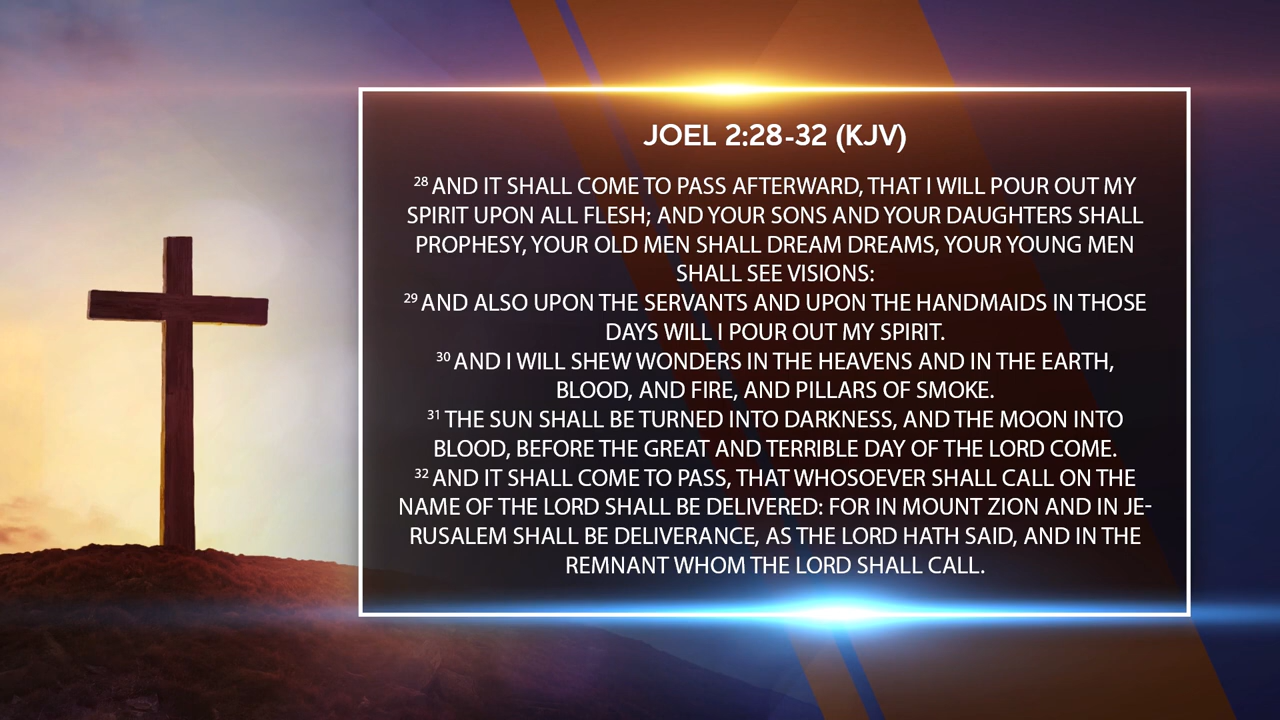 JOEL 2:28-32 (KJV)
28 AND IT SHALL COME TO PASS AFTERWARD, THAT I WILL POUR OUT MY
SPIRIT UPON ALL FLESH; AND YOUR SONS AND YOUR DAUGHTERS SHALL
PROPHESY, YOUR OLD MEN SHALL DREAM DREAMS, YOUR YOUNG MEN
SHALL SEE VISIONS:
29 AND ALSO UPON THE SERVANTS AND UPON THE HANDMAIDS IN THOSE
DAYS WILL I POUR OUT MY SPIRIT.
30 AND I WILL SHEW WONDERS IN THE HEAVENS AND IN THE EARTH,
BLOOD, AND FIRE, AND PILLARS OF SMOKE.
31 THE SUN SHALL BE TURNED INTO DARKNESS, AND THE MOON INTO
BLOOD, BEFORE THE GREAT AND TERRIBLE DAY OF THE LORD COME.
32 AND IT SHALL COME TO PASS, THAT WHOSOEVER SHALL CALL ON THE
NAME OF THE LORD SHALL BE DELIVERED: FOR IN MOUNT ZION AND IN JE-
RUSALEM SHALL BE DELIVERANCE, AS THE LORD HATH SAID, AND IN THE
REMNANT WHOM THE LORD SHALL CALL.